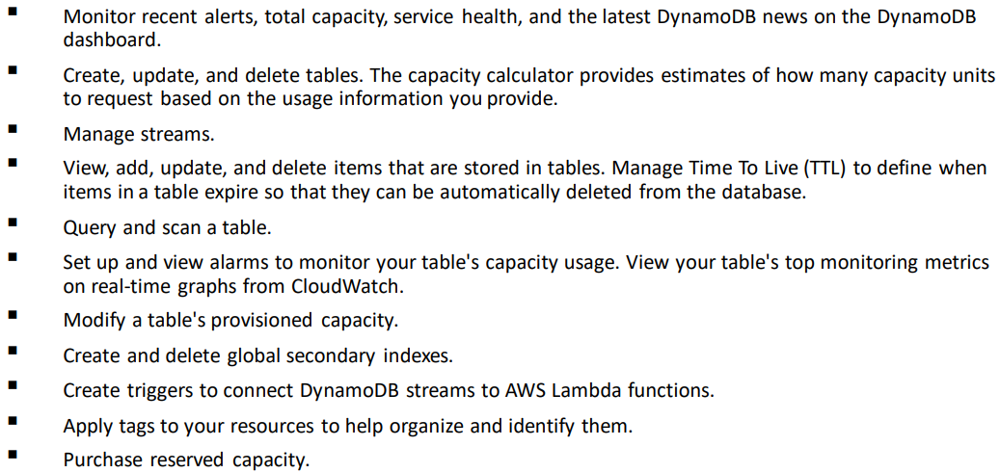 ▪ Monitor recent alerts, total capacity, service health, and the latest DynamoDB news on the DynamoDB
dashboard.
▪ Create, update, and delete tables. The capacity calculator provides estimates of how many capacity units
to request based on the usage information you provide.
▪ Manage streams.
▪ View, add, update, and delete items that are stored in tables. Manage Time To Live (TTL) to define when
items in a table expire so that they can be automatically deleted from the database.
▪ Query and scan a table.
▪ Set up and view alarms to monitor your table's capacity usage. View your table's top monitoring metrics
on real-time graphs from CloudWatch.
▪ Modify a table's provisioned capacity.
▪ Create and delete global secondary indexes.
▪ Create triggers to connect DynamoDB streams to AWS Lambda functions.
▪ Apply tags to your resources to help organize and identify them.
▪ Purchase reserved capacity.